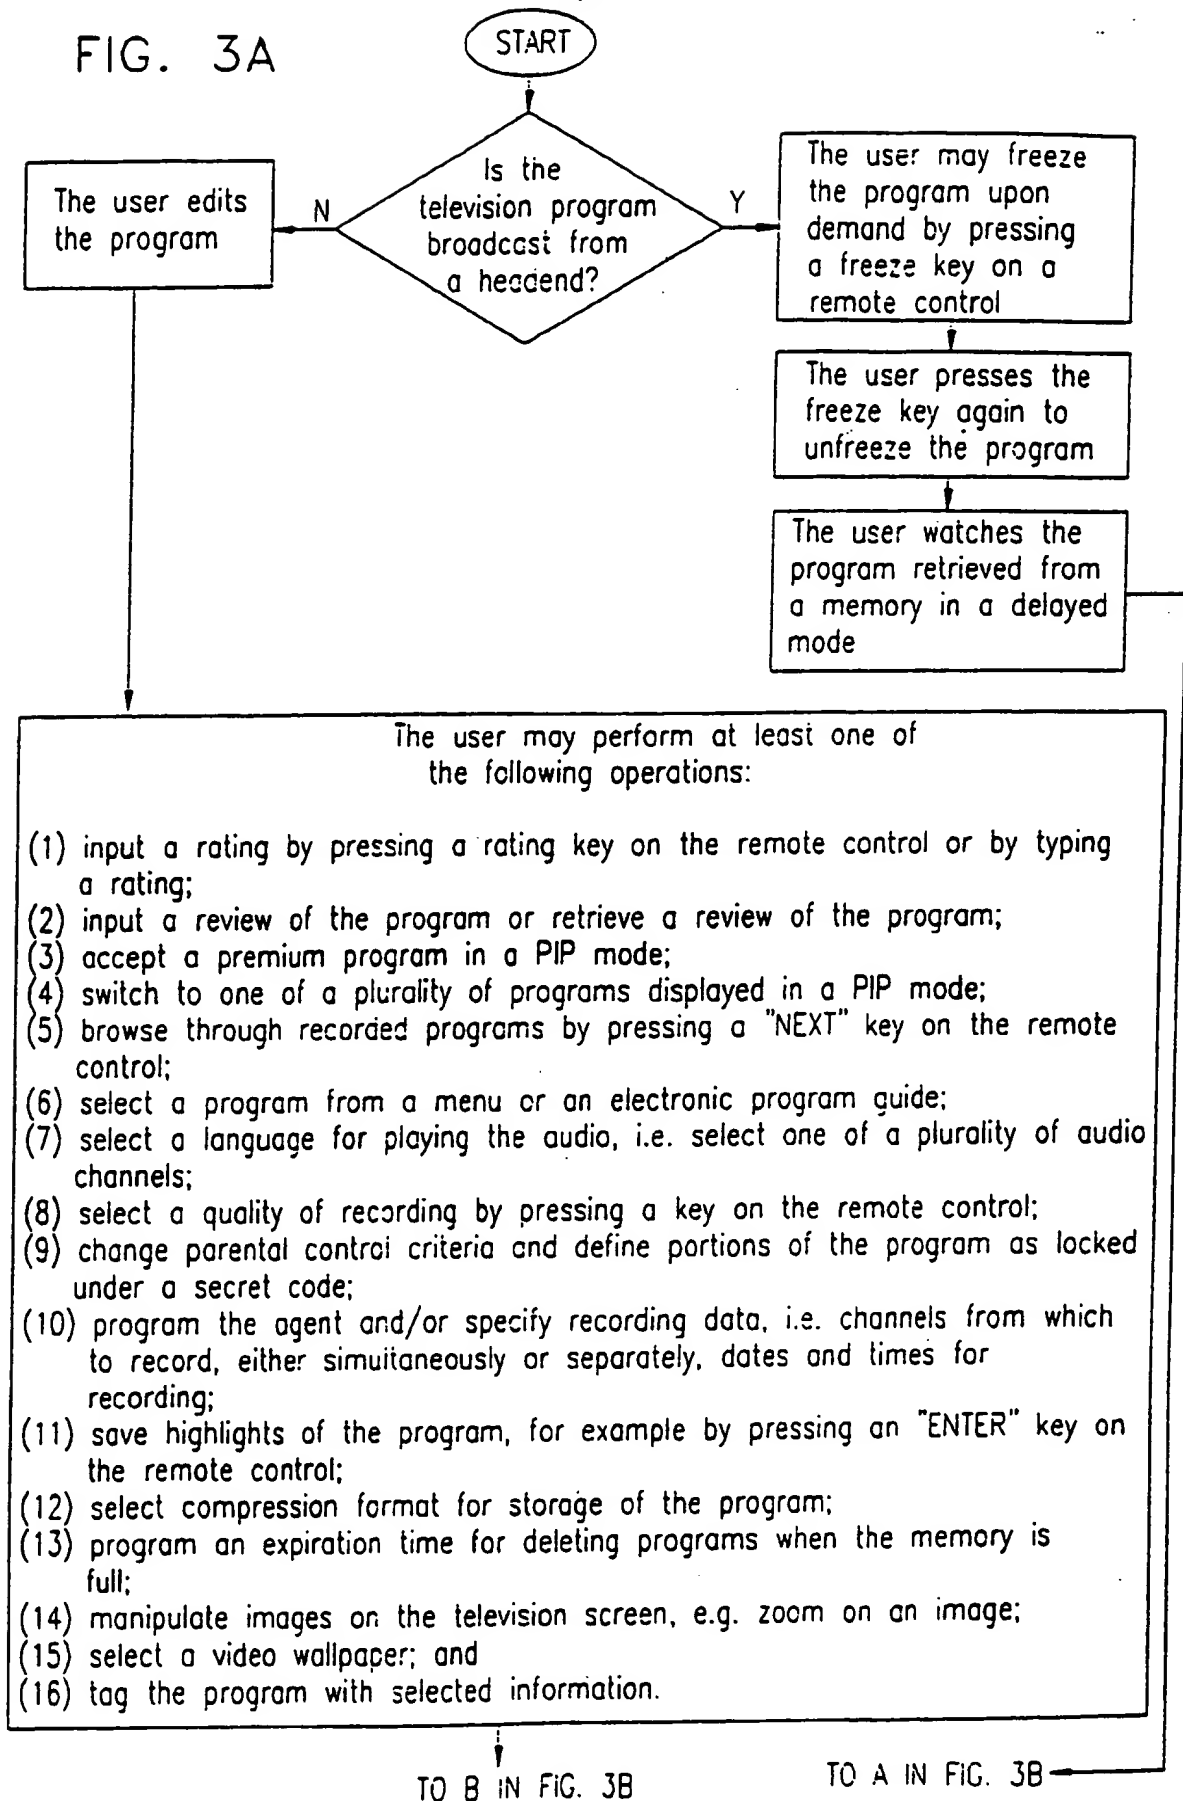 FIG. 3A
START
Is the
television program
broadcast from
a headend?
N
Y
The user edits
the program
The user may freeze
the program upon
demand by pressing
a freeze key on a
remote control
The user presses the
freeze key again to
unfreeze the program
The user watches the
program retrieved from
a memory in a delayed
mode
The user may perform at least one of
the following operations:
(1) input a rating by pressing a rating key on the remote control or by typing
a rating;
(2) input a review of the program or retrieve a review of the program;
(3) accept a premium program in a PIP mode;
(4) switch to one of a plurality of programs displayed in a PIP mode;
(5) browse through recorded programs by pressing a "NEXT" key on the remote
control;
(6) select a program from a menu or an electronic program guide;
(7) select a language for playing the audio, i.e. select one of a plurality of audio
channels;
(8) select a quality of recording by pressing a key on the remote control;
(9) change parental control criteria and define portions of the program as locked
under a secret code;
(10) program the agent and/or specify recording data, i.e. channels from which
to record, either simultaneously or separately, dates and times for
recording;
(11) save highlights of the program, for example by pressing an "ENTER" key on
the remote control;
(12) select compression format for storage of the program;
(13) program an expiration time for deleting programs when the memory is
full;
(14) manipulate images on the television screen, e.g. zoom on an image;
(15) select a video wallpaper; and
(16) tag the program with selected information.
TO B IN FIG. 3B
TO A IN FIG. 3B